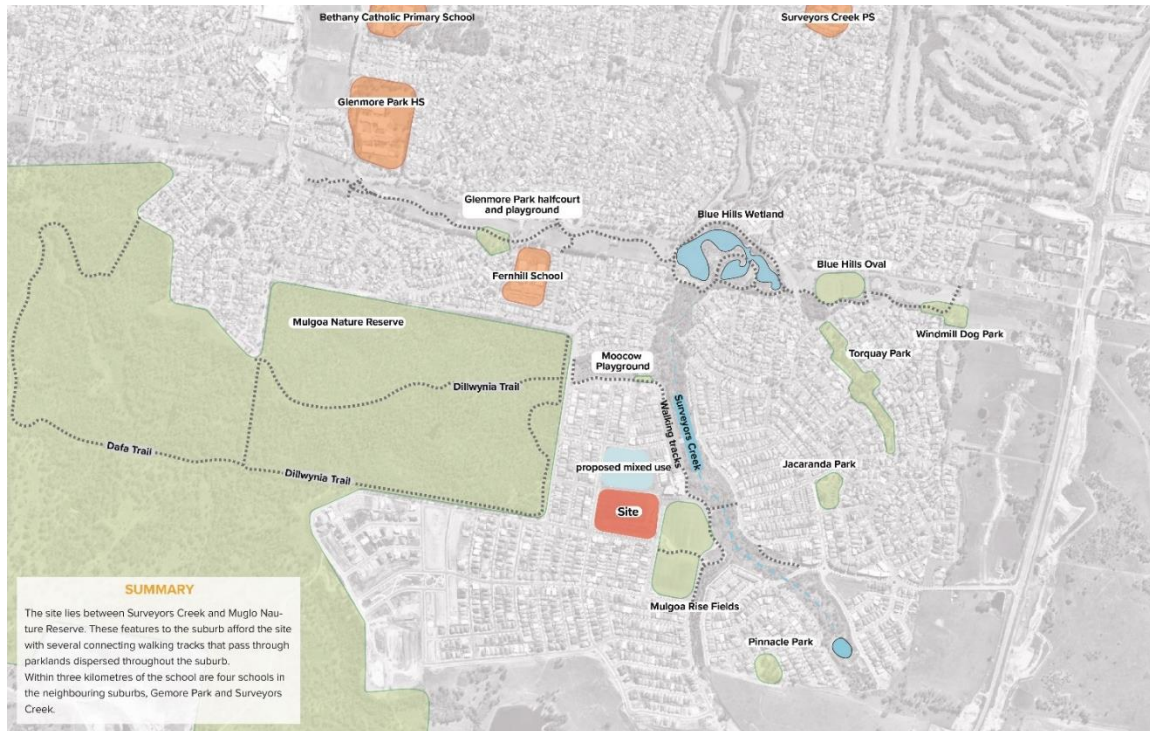 Bethany Catholic Primary School
Surveyors Creek PS
Glenmore Park HS
Glenmore Park halfcourt
and playground
Blue Hills Wetland
Fernhill School
Blue Hills Oval
Mulgoa Nature Reserve
Windmill Dog Park
Moocow
Playground
Torquay Park
Dillwynia Trail
Walking tracks
Surveyors Creek
Dafa Trail
Dillwynia Trail
proposed mixed use
Jacaranda Park
Site
Mulgoa Rise Fields
Pinnacle Park
SUMMARY
The site lies between Surveyors Creek and Muglo Nau-
ture Reserve. These features to the suburb afford the site
with several connecting walking tracks that pass through
parklands dispersed throughout the suburb.
Within three kilometres of the school are four schools in
the neighbouring suburbs, Gemore Park and Surveyors
Creek.